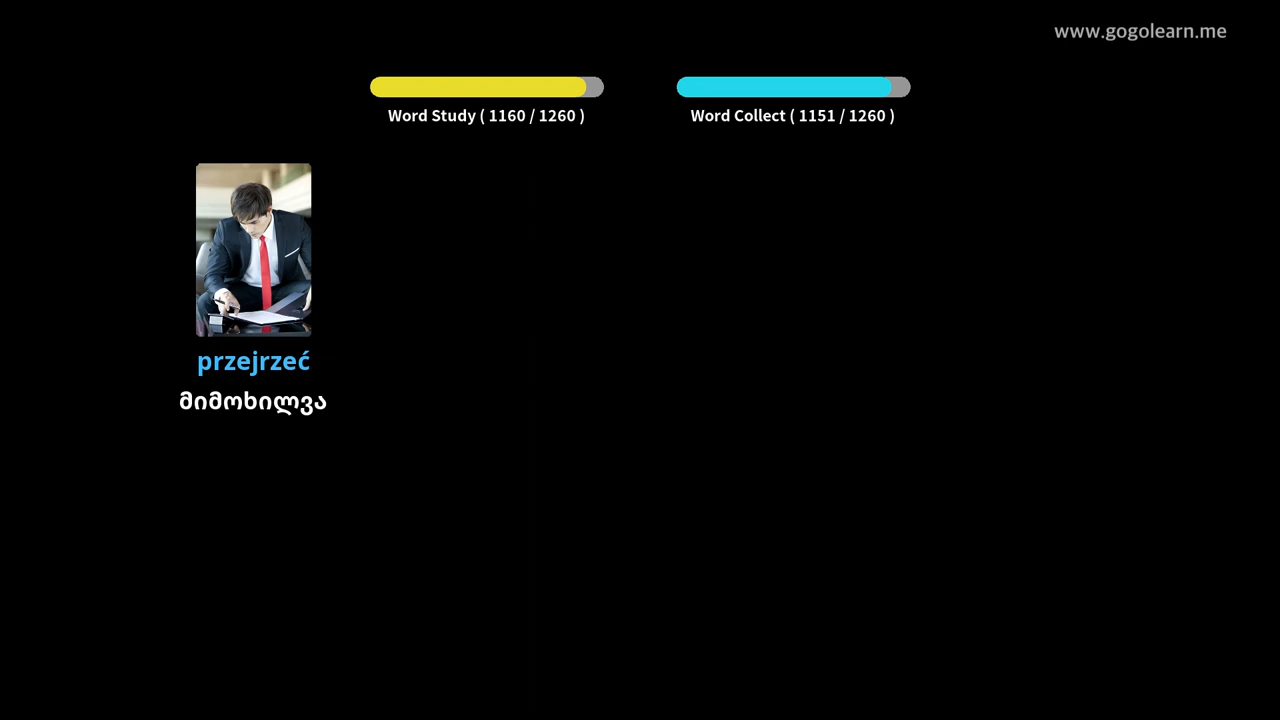 www.gogolearn.me
Word Study ( 1160 / 1260 )
Word Collect ( 1151 / 1260 )
przejrzeć
მიმოხილვა